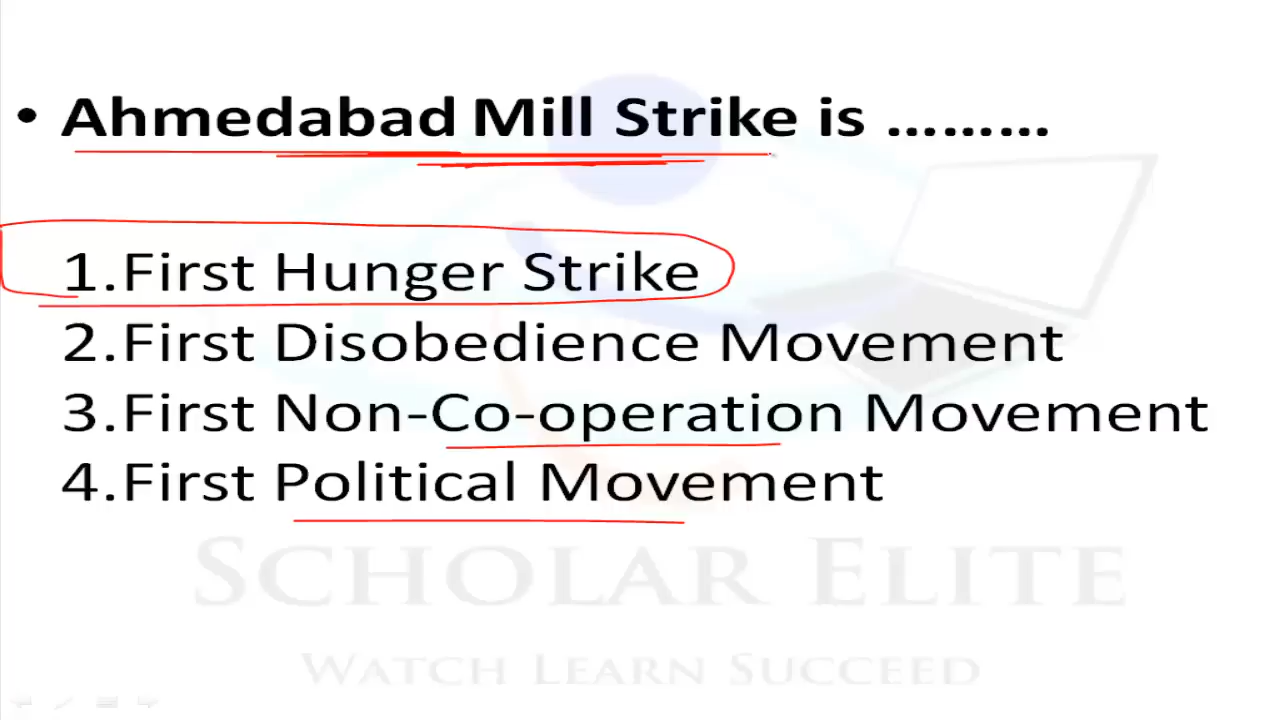 • Ahmedabad Mill Strike is ………
1.First Hunger Strike
2.First Disobedience Movement
3.First Non-Co-operation Movement
4.First Political Movement
SCHOLAR ELITE
WATCH LEARN SUCCEED